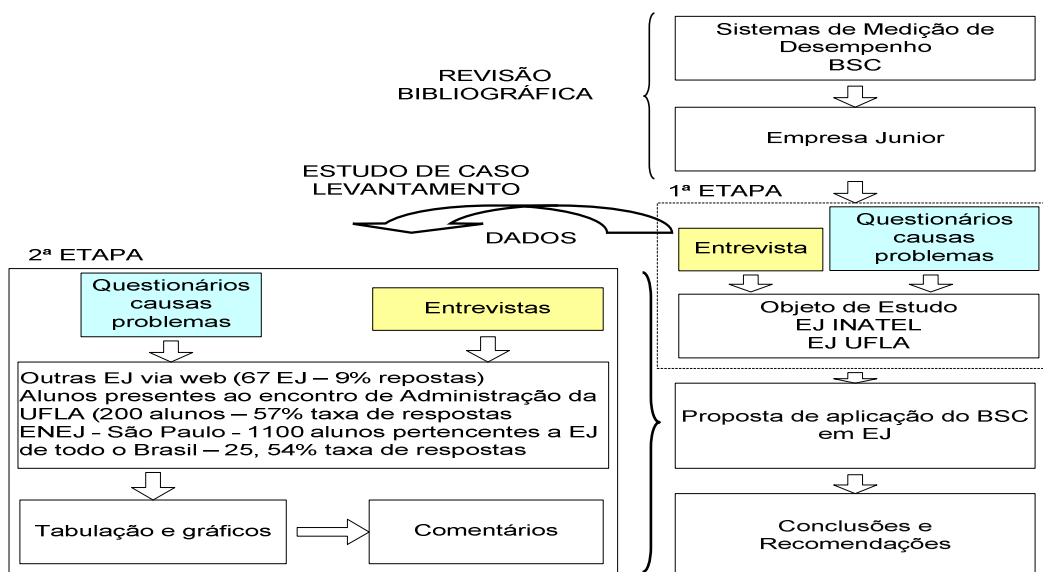 Sistemas de Medição de
Desempenho
BSC
REVISÃO
BIBLIOGRÁFICA
Empresa Junior
ESTUDO DE CASO
LEVANTAMENTO
1ª ETAPA
DADOS
Entrevista
Questionários
causas
problemas
Objeto de Estudo
EJ INATEL
EJ UFLA
2ª ETAPA
Questionários
causas
problemas
Entrevistas
Outras EJ via web (67 EJ – 9% repostas)
Alunos presentes ao encontro de Administração da
UFLA (200 alunos – 57% taxa de respostas
ENEJ - São Paulo - 1100 alunos pertencentes a EJ
de todo o Brasil – 25, 54% taxa de respostas
Tabulação e gráficos
Comentários
Proposta de aplicação do BSC
em EJ
Conclusões e
Recomendações